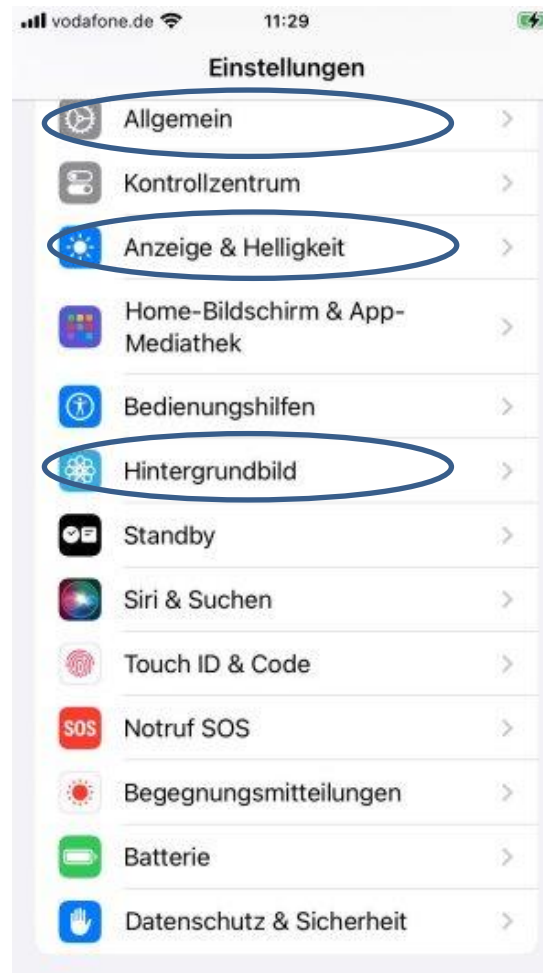 vodafone.de 11:29
Einstellungen
Allgemein
Kontrollzentrum
Anzeige & Helligkeit
Home-Bildschirm & App-
Mediathek
Bedienungshilfen
Hintergrundbild
Standby
Siri & Suchen
Touch ID & Code
SOS Notruf SOS
Begegnungsmitteilungen
Batterie
Datenschutz & Sicherheit